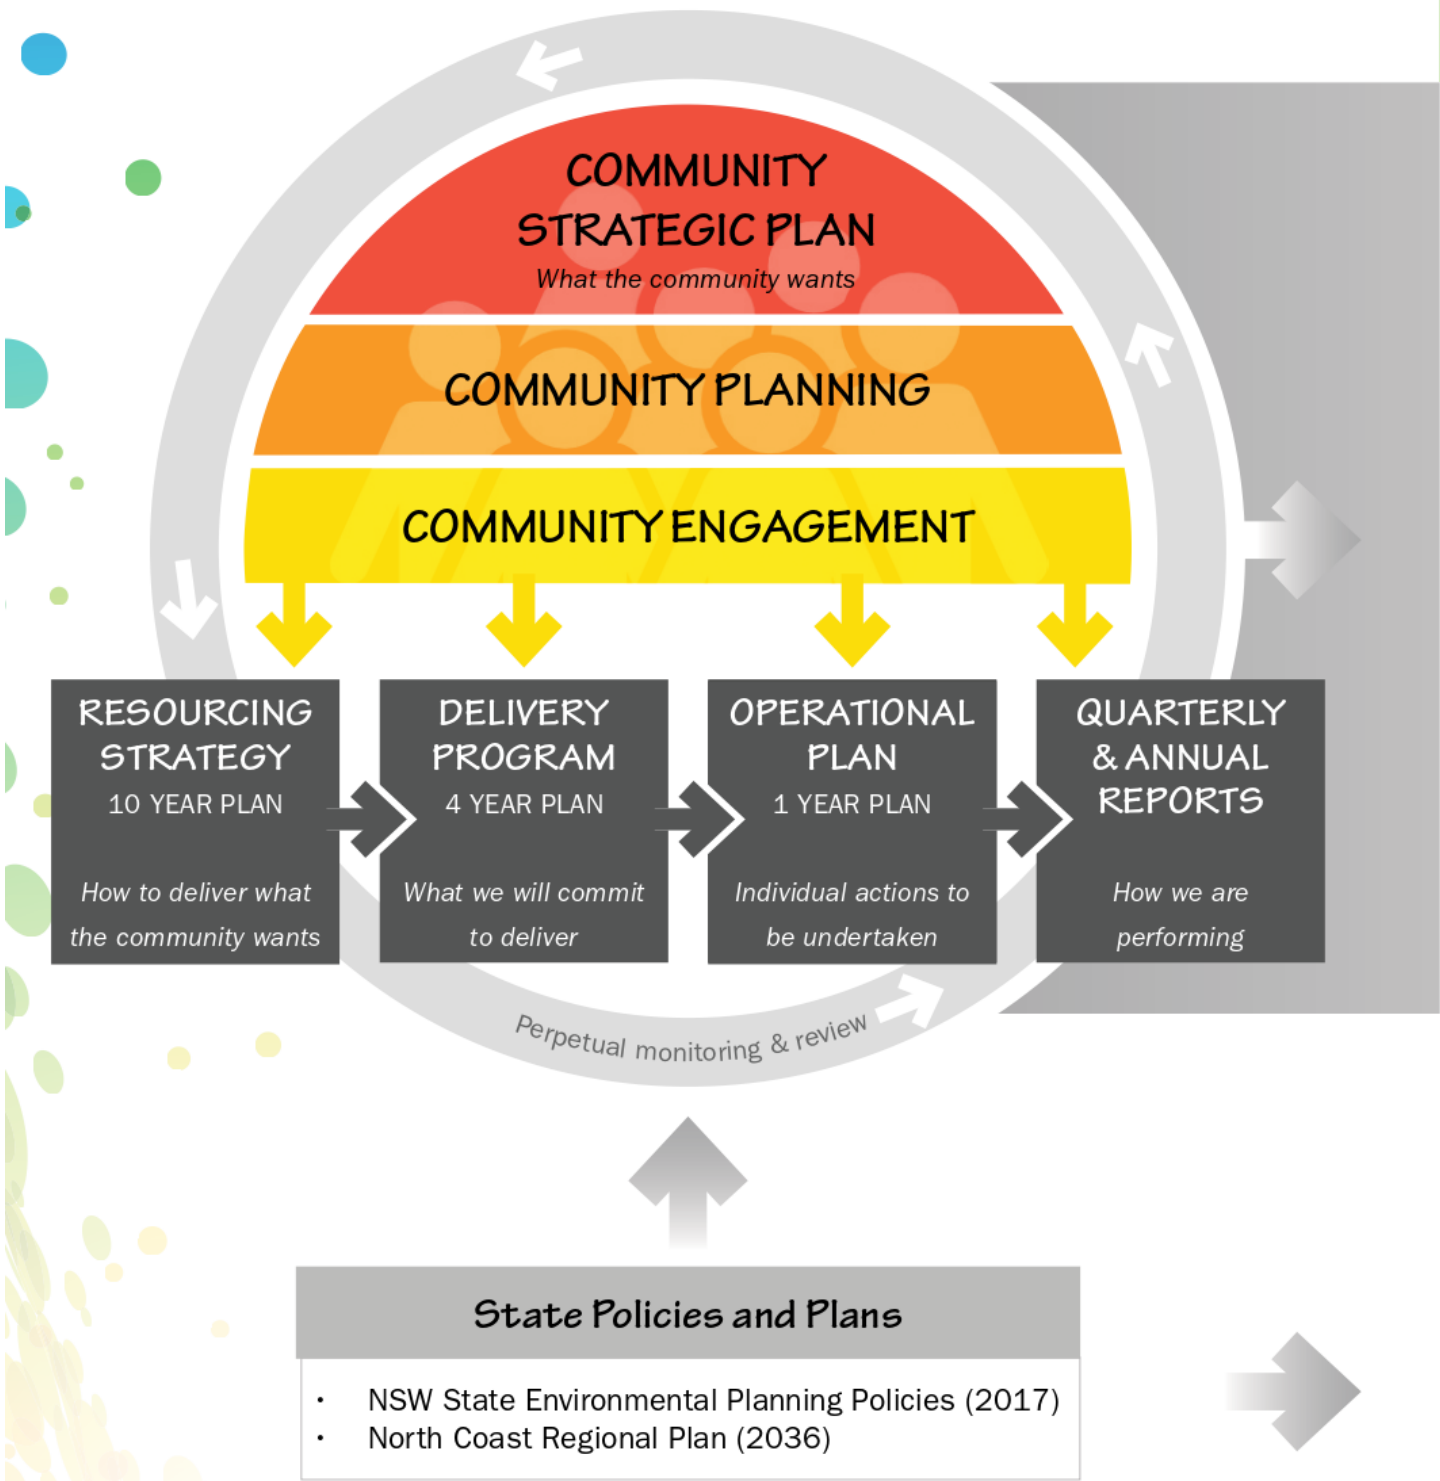 COMMUNITY
STRATEGIC PLAN
What the community wants
COMMUNITY PLANNING
COMMUNITY ENGAGEMENT
RESOURCING
STRATEGY
10 YEAR PLAN
How to deliver what
the community wants
DELIVERY
PROGRAM
4 YEAR PLAN
What we will commit
to deliver
OPERATIONAL
PLAN
1 YEAR PLAN
Individual actions to
be undertaken
QUARTERLY
& ANNUAL
REPORTS
How we are
performing
Perpetual monitoring & review
State Policies and Plans
• NSW State Environmental Planning Policies (2017)
• North Coast Regional Plan (2036)